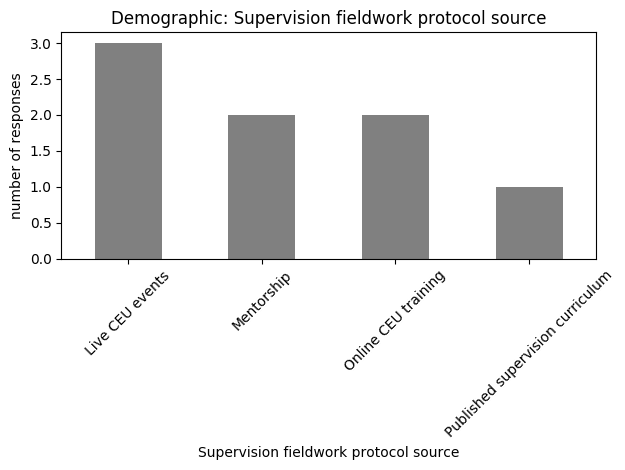 Demographic: Supervision fieldwork protocol source
number of responses
3.0
2.5
2.0
1.5
1.0
0.5
0.0
Live CEU events
Mentorship
Online CEU training
Published supervision curriculum
Supervision fieldwork protocol source